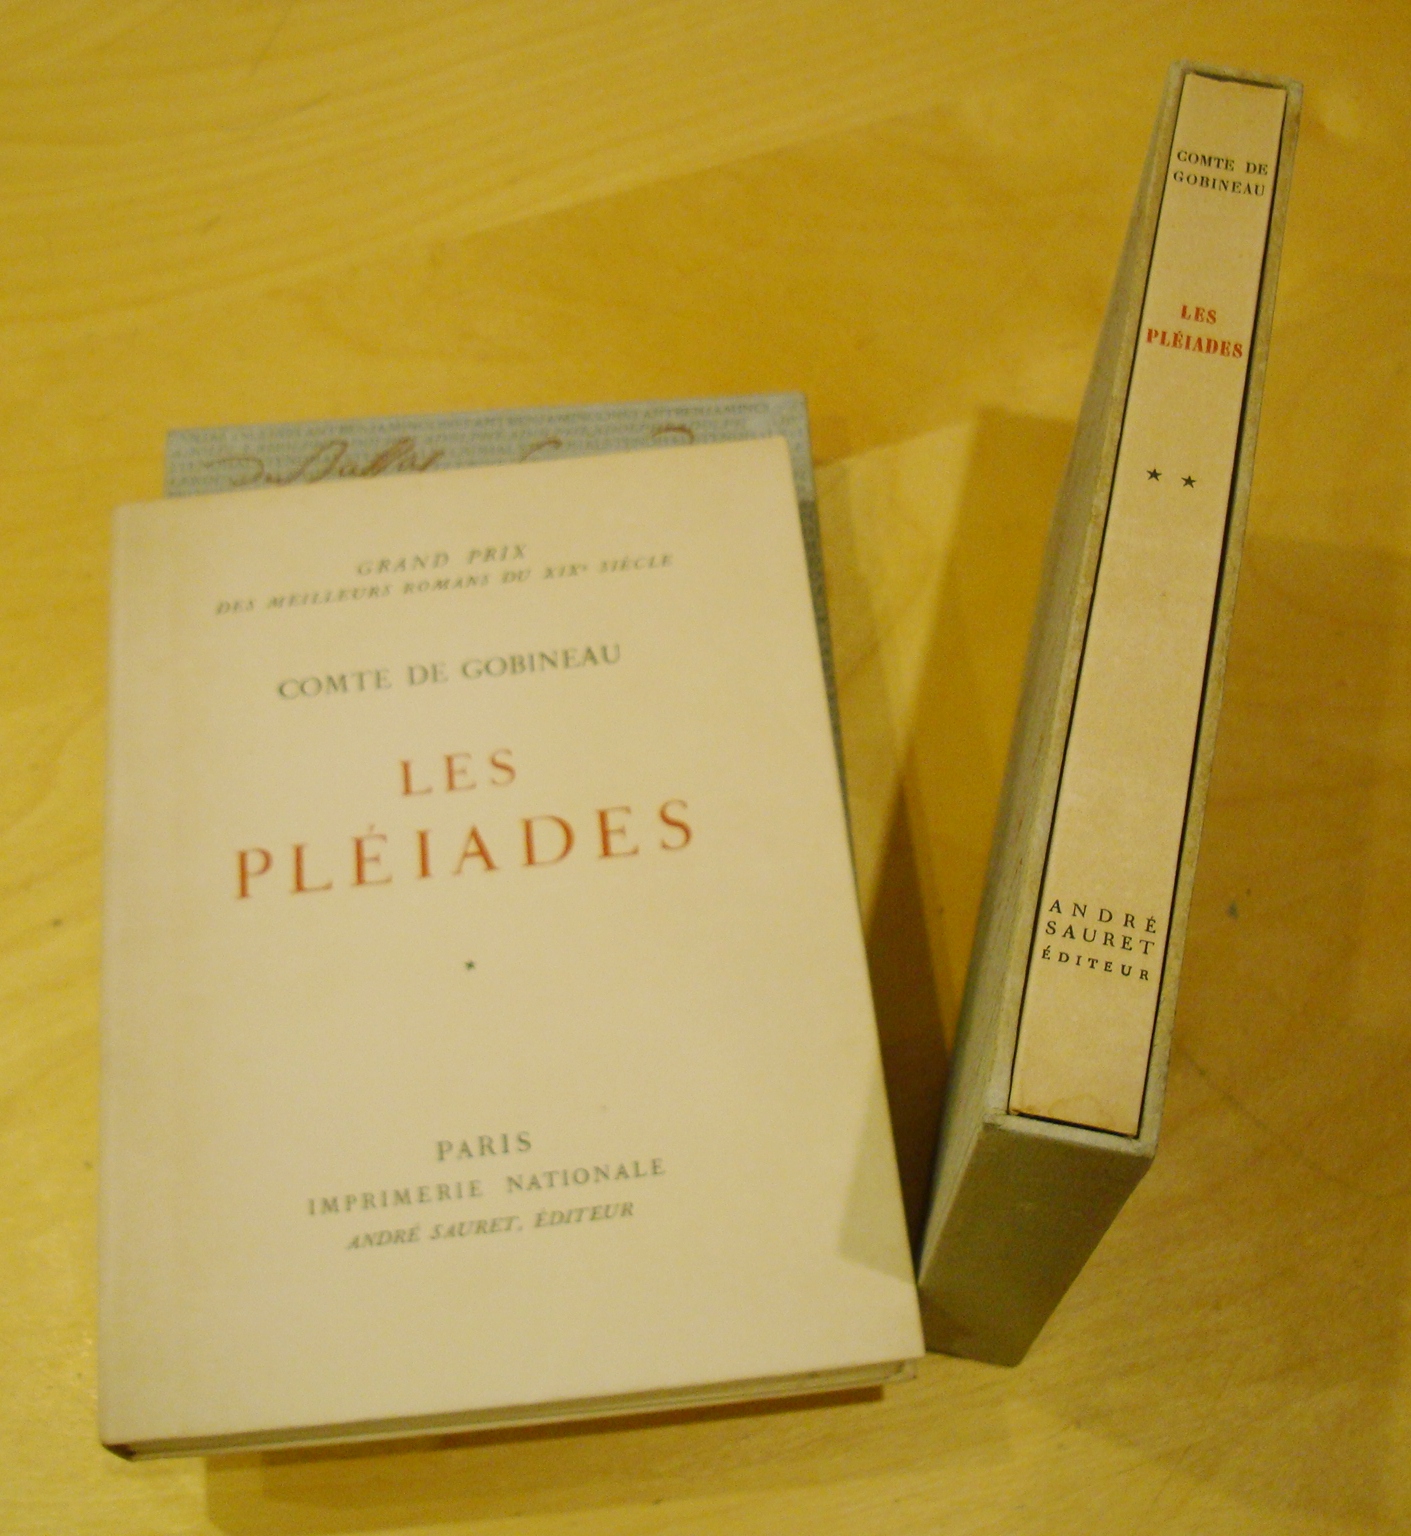 GRAND PRIX
DES MEILLEURS ROMANS DU XIXe SIÈCLE
COMTE DE GOBINEAU
LES
PLÉIADES
*
PARIS
IMPRIMERIE NATIONALE
ANDRÉ SAURET, ÉDITEUR
COMTE DE
GOBINEAU
LES
PLÉIADES
★ ★
ANDRÉ
SAURET
ÉDITEUR